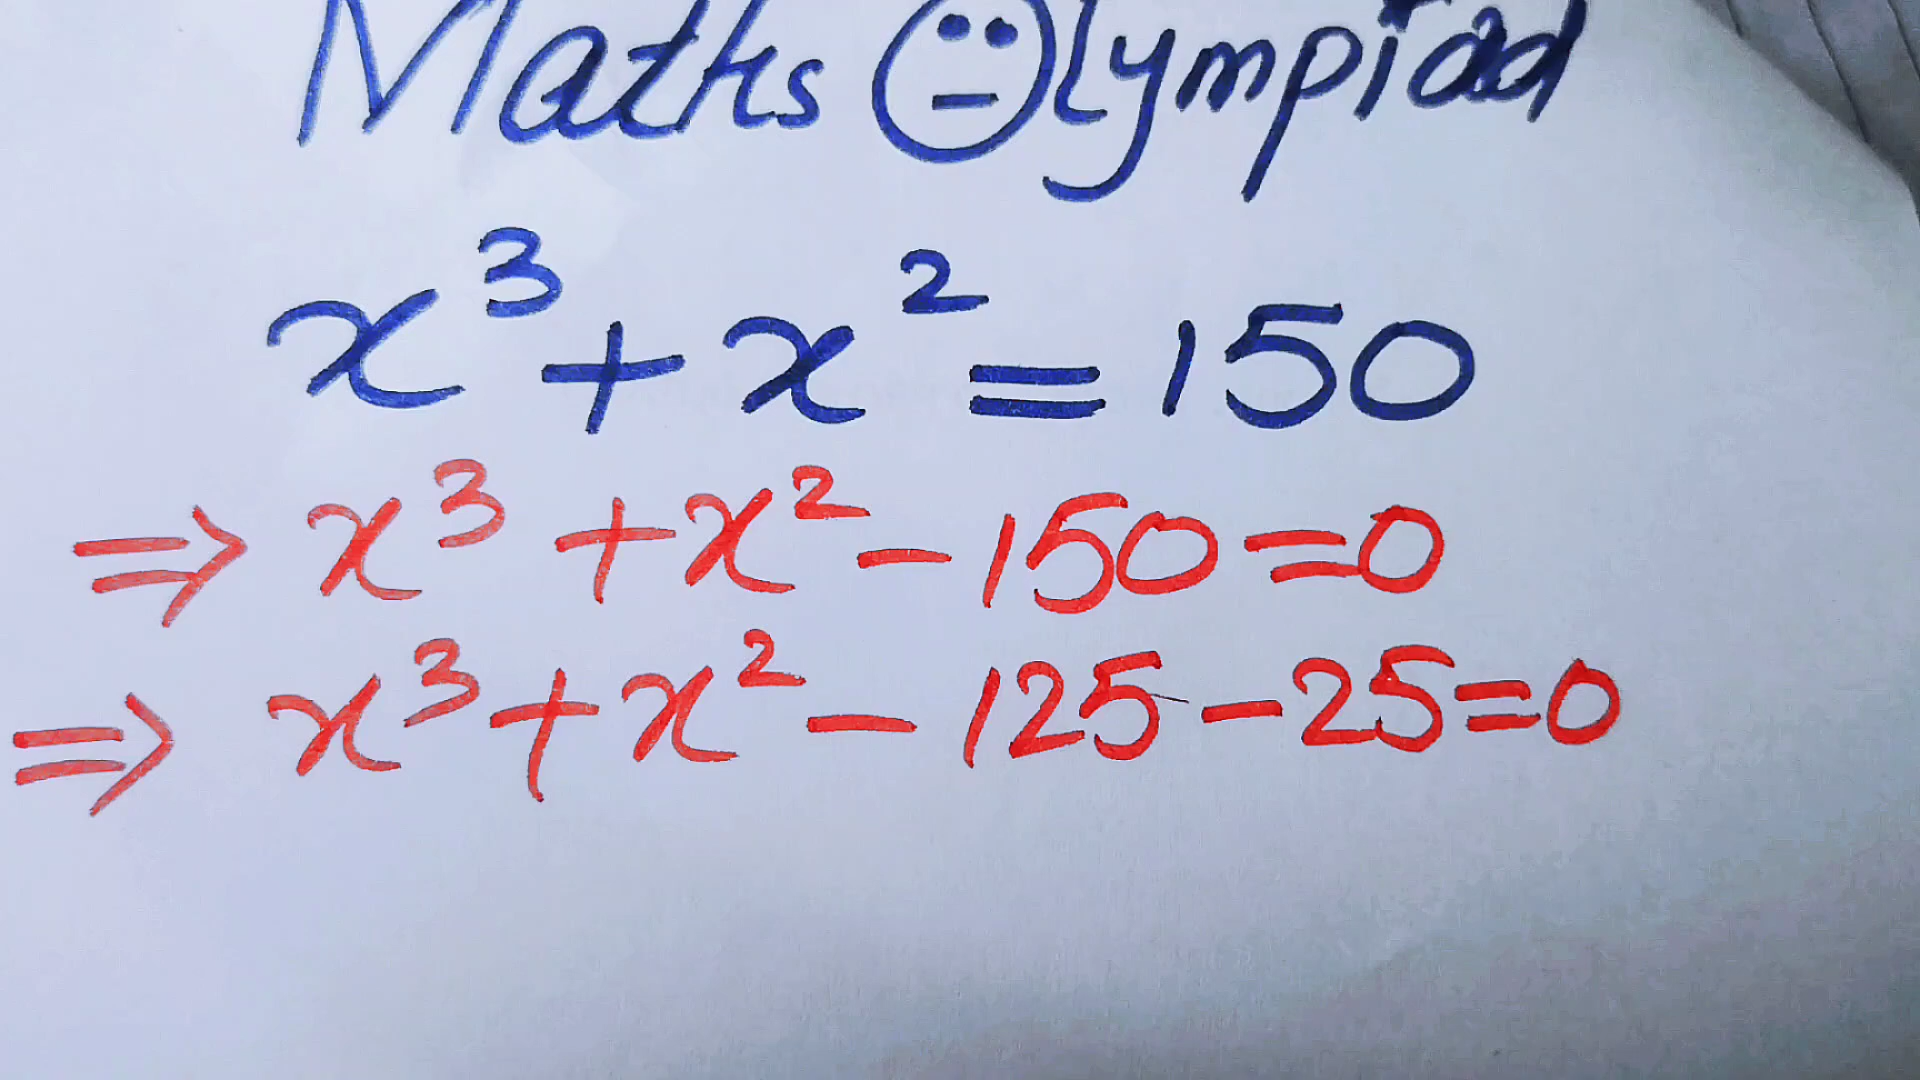 Maths Olympiad
x³ + x² = 150
⇒ x³ + x² - 150 = 0
⇒ x³ + x² - 125 - 25 = 0